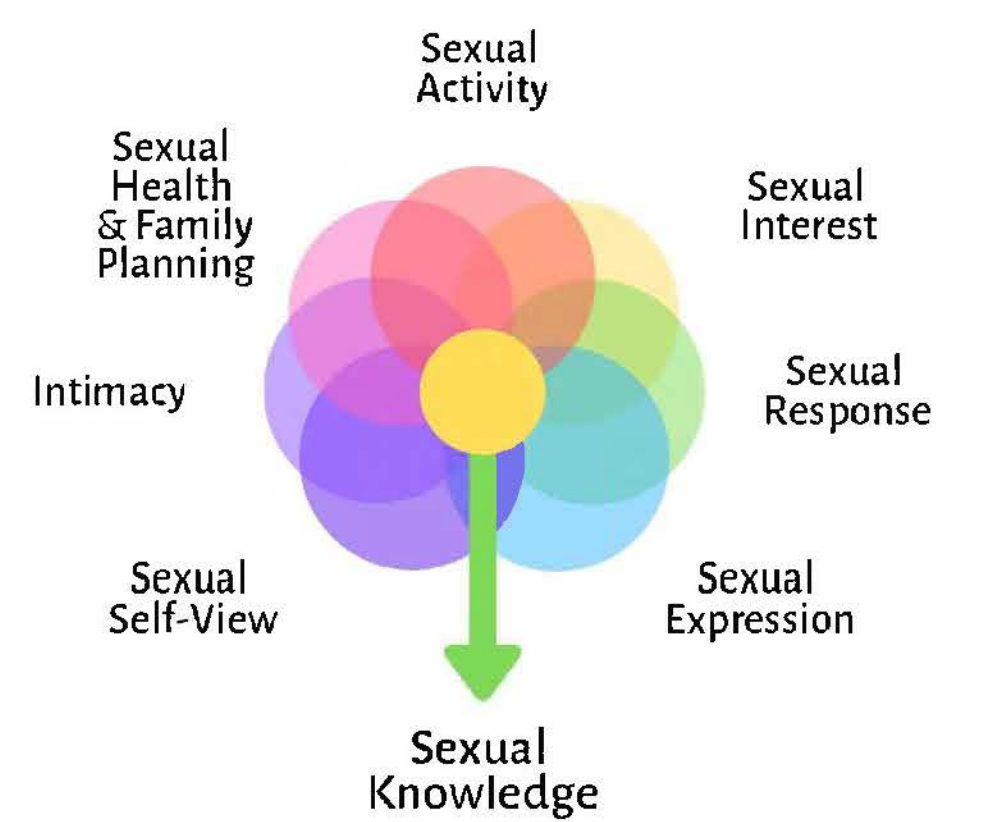 Sexual
Activity
Sexual
Health
& Family
Planning
Sexual
Interest
Intimacy
Sexual
Response
Sexual
Self-View
Sexual
Expression
Sexual
Knowledge